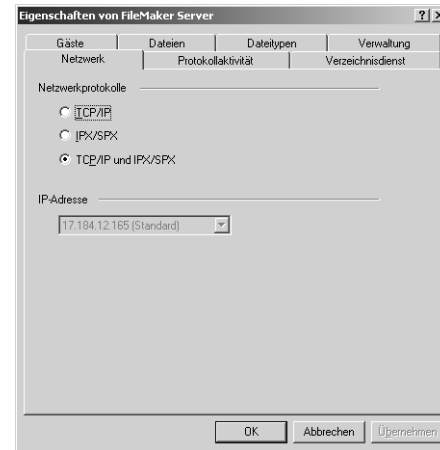 Eigenschaften von FileMaker Server
Gäste Dateien Dateitypen Verwaltung
Netzwerk Protokollaktivität Verzeichnisdienst
Netzwerkprotokolle
TCP/IP
IPX/SPX
TCP/IP und IPX/SPX
IP-Adresse
17.184.12.165 (Standard)
OK Abbrechen Übernehmen